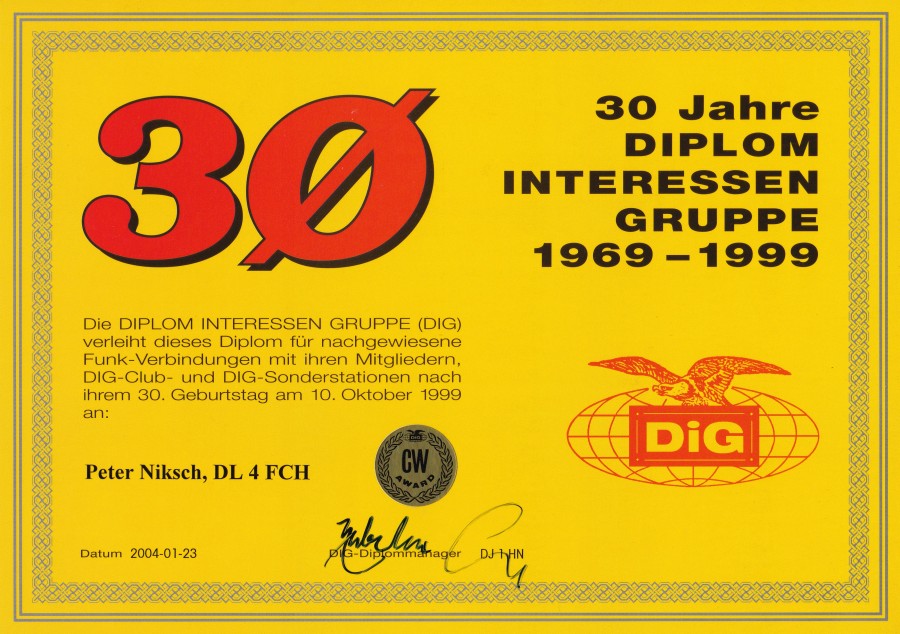 3Ø
30 Jahre
DIPLOM
INTERESSEN
GRUPPE
1969 – 1999
Die DIPLOM INTERESSEN GRUPPE (DIG)
verleiht dieses Diplom für nachgewiesene
Funk-Verbindungen mit ihren Mitgliedern,
DIG-Club- und DIG-Sonderstationen nach
ihrem 30. Geburtstag am 10. Oktober 1999
an:
DiG
Peter Niksch, DL 4 FCH
CW
AWARD
Datum 2004-01-23
DIG-Diplommanager DJ 1 HN